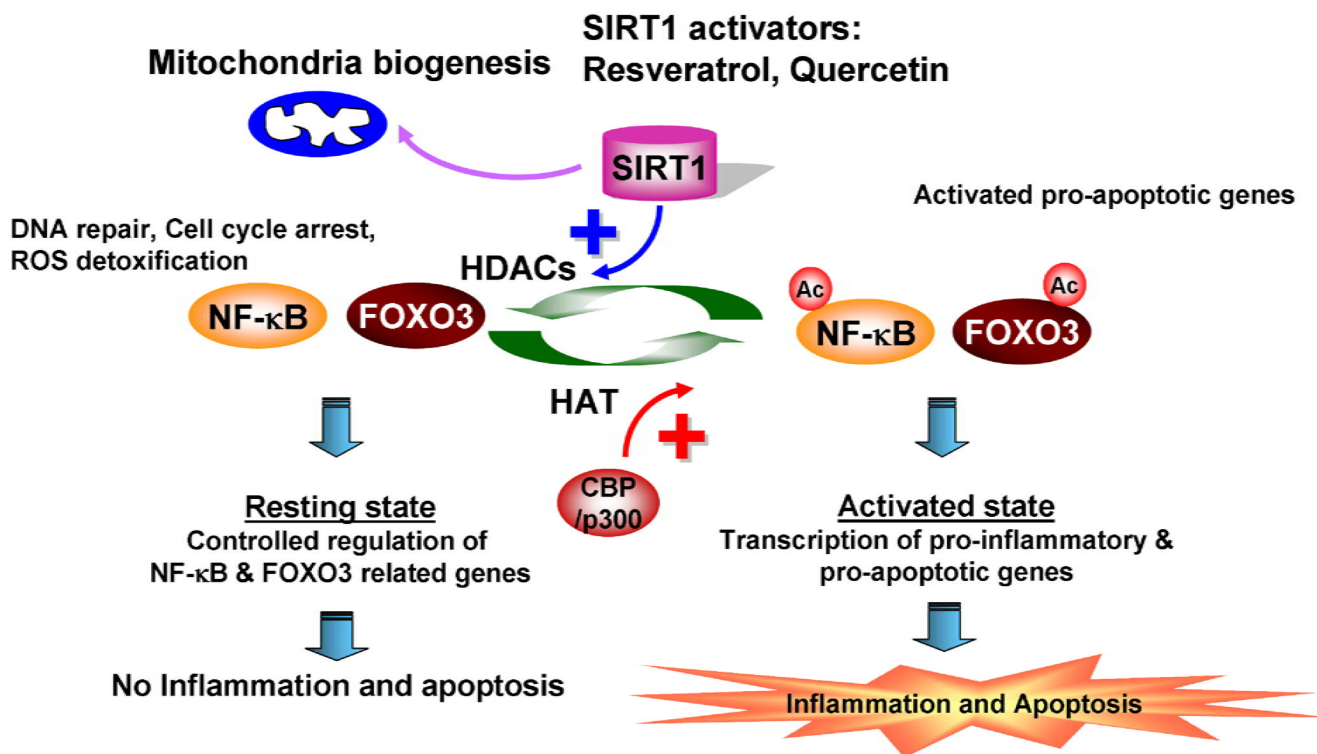 SIRT1 activators:
Resveratrol, Quercetin
Mitochondria biogenesis
SIRT1
Activated pro-apoptotic genes
DNA repair, Cell cycle arrest,
ROS detoxification
HDACs
NF-κB
FOXO3
Ac
NF-κB
Ac
FOXO3
HAT
CBP
/p300
Resting state
Controlled regulation of
NF-κB & FOXO3 related genes
No Inflammation and apoptosis
Activated state
Transcription of pro-inflammatory &
pro-apoptotic genes
Inflammation and Apoptosis